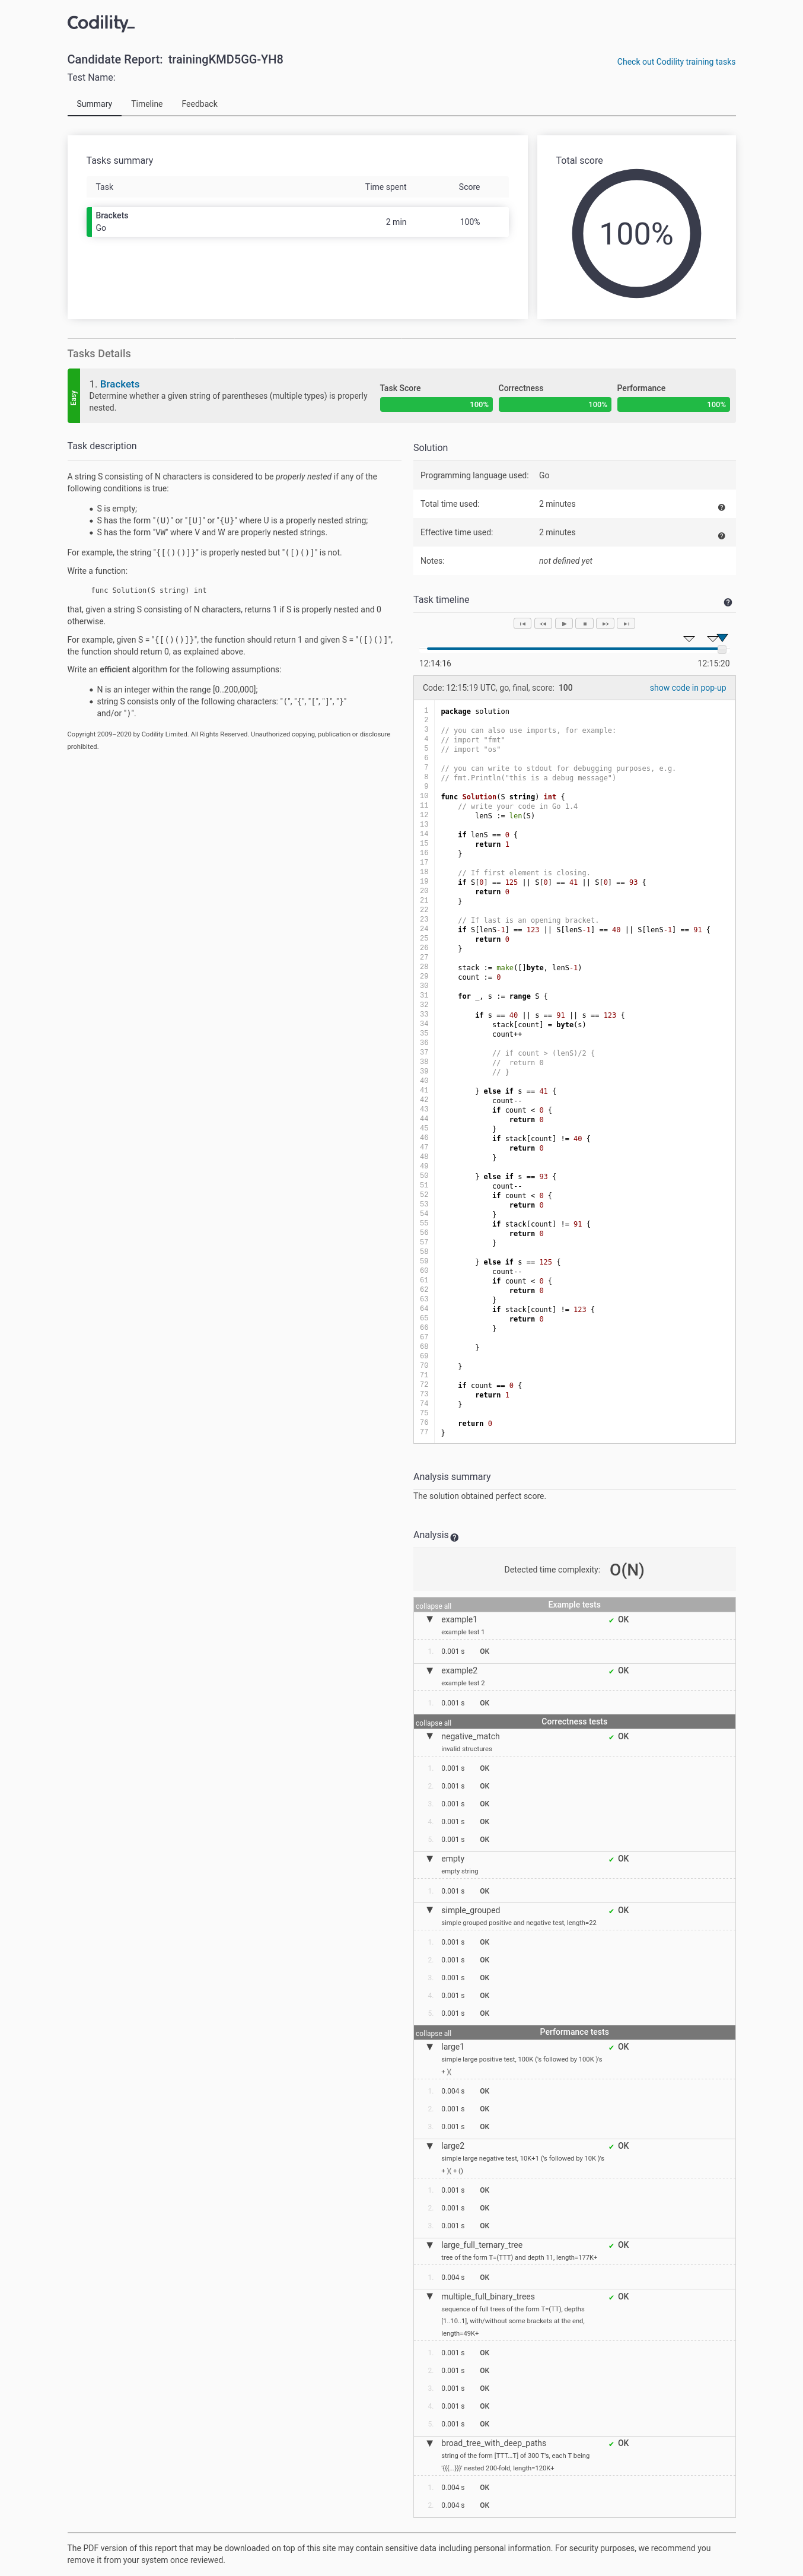 Codility_
Candidate Report: trainingKMD5GG-YH8
Check out Codility training tasks
Test Name:
Summary Timeline Feedback
Tasks summary
Task Time spent Score
Brackets
Go
2 min 100%
Total score
100%
Tasks Details
Easy
1. Brackets
Determine whether a given string of parentheses (multiple types) is properly
nested.
Task Score Correctness Performance
100% 100% 100%
Task description
A string S consisting of N characters is considered to be properly nested if any of the
following conditions is true:
S is empty;
S has the form "(U)" or "[U]" or "{U}" where U is a properly nested string;
S has the form "VW" where V and W are properly nested strings.
For example, the string "{[()()]}" is properly nested but "([)()]" is not.
Write a function:
func Solution(S string) int
that, given a string S consisting of N characters, returns 1 if S is properly nested and 0
otherwise.
For example, given S = "{[()()]}", the function should return 1 and given S = "([)()]",
the function should return 0, as explained above.
Write an efficient algorithm for the following assumptions:
N is an integer within the range [0..200,000];
string S consists only of the following characters: "(", "{", "[", "]", "}"
and/or ")".
Copyright 2009–2020 by Codility Limited. All Rights Reserved. Unauthorized copying, publication or disclosure
prohibited.
Solution
Programming language used: Go
Total time used: 2 minutes
Effective time used: 2 minutes
Notes: not defined yet
Task timeline
12:14:16 12:15:20
Code: 12:15:19 UTC, go, final, score: 100
show code in pop-up
1 package solution
2
3 // you can also use imports, for example:
4 // import "fmt"
5 // import "os"
6
7 // you can write to stdout for debugging purposes, e.g.
8 // fmt.Println("this is a debug message")
9
10 func Solution(S string) int {
11 // write your code in Go 1.4
12 lenS := len(S)
13
14 if lenS == 0 {
15 return 1
16 }
17
18 // If first element is closing.
19 if S[0] == 125 || S[0] == 41 || S[0] == 93 {
20 return 0
21 }
22
23 // If last is an opening bracket.
24 if S[lenS-1] == 123 || S[lenS-1] == 40 || S[lenS-1] == 91 {
25 return 0
26 }
27
28 stack := make([]byte, lenS-1)
29 count := 0
30
31 for _, s := range S {
32
33 if s == 40 || s == 91 || s == 123 {
34 stack[count] = byte(s)
35 count++
36
37 // if count > (lenS)/2 {
38 // return 0
39 // }
40
41 } else if s == 41 {
42 count--
43 if count < 0 {
44 return 0
45 }
46 if stack[count] != 40 {
47 return 0
48 }
49
50 } else if s == 93 {
51 count--
52 if count < 0 {
53 return 0
54 }
55 if stack[count] != 91 {
56 return 0
57 }
58
59 } else if s == 125 {
60 count--
61 if count < 0 {
62 return 0
63 }
64 if stack[count] != 123 {
65 return 0
66 }
67
68 }
69
70 }
71
72 if count == 0 {
73 return 1
74 }
75
76 return 0
77 }
Analysis summary
The solution obtained perfect score.
Analysis
Detected time complexity: O(N)
collapse all Example tests
example1 ✔ OK
example test 1
1. 0.001 s OK
example2 ✔ OK
example test 2
1. 0.001 s OK
collapse all Correctness tests
negative_match ✔ OK
invalid structures
1. 0.001 s OK
2. 0.001 s OK
3. 0.001 s OK
4. 0.001 s OK
5. 0.001 s OK
empty ✔ OK
empty string
1. 0.001 s OK
simple_grouped ✔ OK
simple grouped positive and negative test, length=22
1. 0.001 s OK
2. 0.001 s OK
3. 0.001 s OK
4. 0.001 s OK
5. 0.001 s OK
collapse all Performance tests
large1 ✔ OK
simple large positive test, 100K ('s followed by 100K )'s
+ )(
1. 0.004 s OK
2. 0.001 s OK
3. 0.001 s OK
large2 ✔ OK
simple large negative test, 10K+1 ('s followed by 10K )'s
+ )( + ()
1. 0.001 s OK
2. 0.001 s OK
3. 0.001 s OK
large_full_ternary_tree ✔ OK
tree of the form T=(TTT) and depth 11, length=177K+
1. 0.004 s OK
multiple_full_binary_trees ✔ OK
sequence of full trees of the form T=(TT), depths
[1..10..1], with/without some brackets at the end,
length=49K+
1. 0.001 s OK
2. 0.001 s OK
3. 0.001 s OK
4. 0.001 s OK
5. 0.001 s OK
broad_tree_with_deep_paths ✔ OK
string of the form [TTT...T] of 300 T's, each T being
'{{{...}}}' nested 200-fold, length=120K+
1. 0.004 s OK
2. 0.004 s OK
The PDF version of this report that may be downloaded on top of this site may contain sensitive data including personal information. For security purposes, we recommend you
remove it from your system once reviewed.